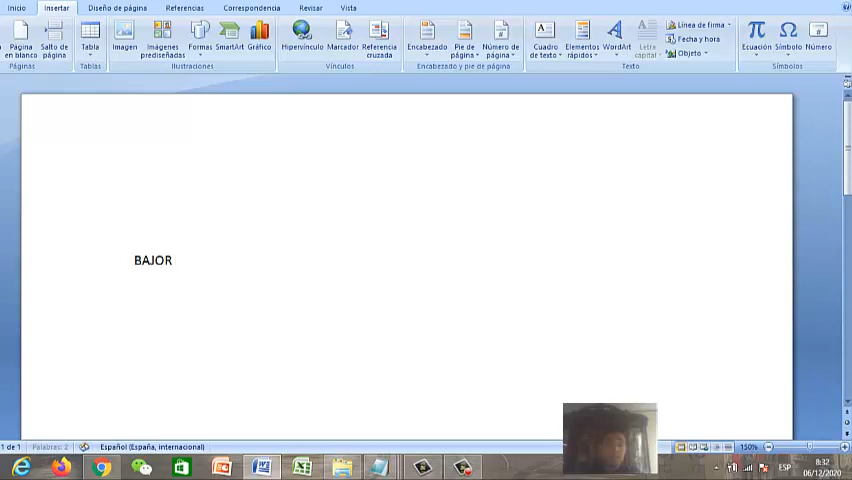 Inicio Insertar Diseño de página Referencias Correspondencia Revisar Vista
Página en blanco Salto de página Tabla Imagen Imágenes prediseñadas Formas SmartArt Gráfico Hipervínculo Marcador Referencia cruzada Encabezado Pie de página Número de página Cuadro de texto Elementos rápidos WordArt Letra capital Línea de firma Fecha y hora Objeto Ecuación Símbolo Número
Páginas Tablas Ilustraciones Vínculos Encabezado y pie de página Texto Símbolos
BAJOR
1 de 1 Palabras: 2 Español (España, internacional) 150%
ESP 8:32
06/12/2020